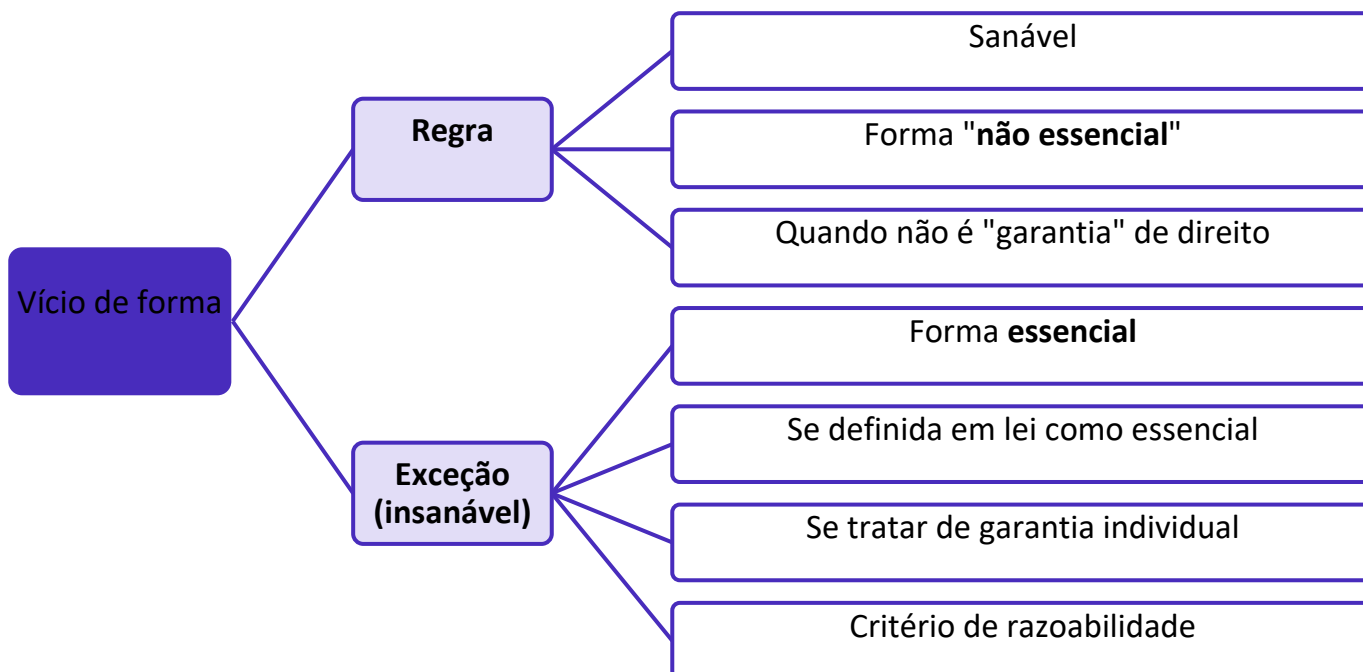 Vício de forma
Regra
Sanável
Forma "não essencial"
Quando não é "garantia" de direito
Exceção
(insanável)
Forma essencial
Se definida em lei como essencial
Se tratar de garantia individual
Critério de razoabilidade